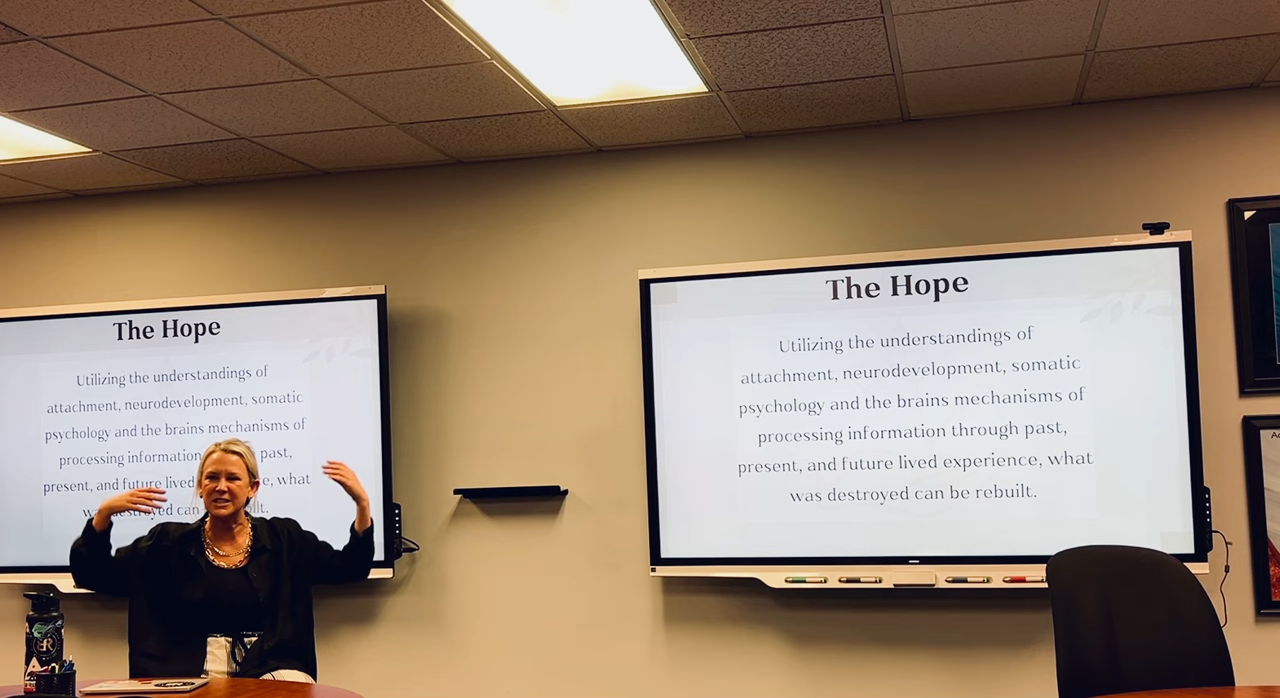 The Hope
Utilizing the understandings of
attachment, neurodevelopment, somatic
psychology and the brains mechanisms of
processing information past,
present, and future lived what
can
The Hope
Utilizing the understandings of
attachment, neurodevelopment, somatic
psychology and the brains mechanisms of
processing information through past,
present, and future lived experience, what
was destroyed can be rebuilt.